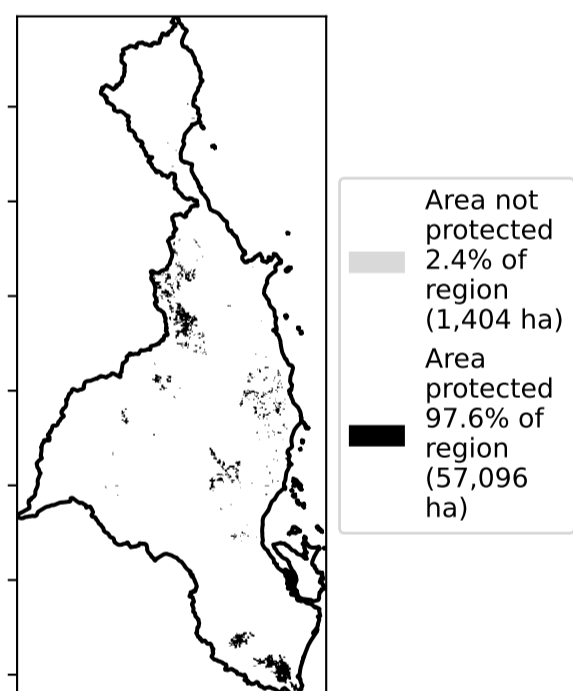 Area not
protected
2.4% of
region
(1,404 ha)
Area
protected
97.6% of
region
(57,096
ha)